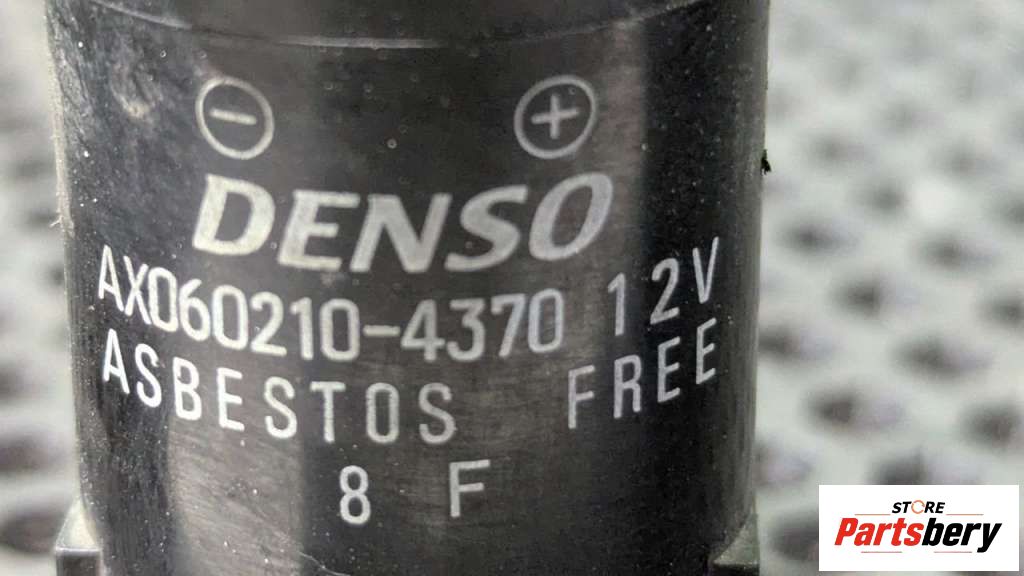 − +
DENSO
AX060210-4370 12V
ASBESTOS FREE
8 F
STORE
Partsbery